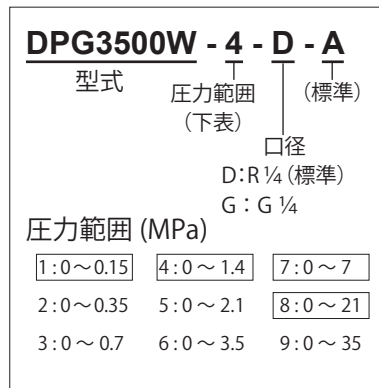 DPG3500W - 4 - D - A
型式 圧力範囲 (標準)
(下表)
口径
D:R ¼ (標準)
G : G ¼
圧力範囲 (MPa)
1:0〜0.15 4:0〜1.4 7:0〜7
2:0〜0.35 5:0〜2.1 8:0〜21
3:0〜0.7 6:0〜3.5 9:0〜35